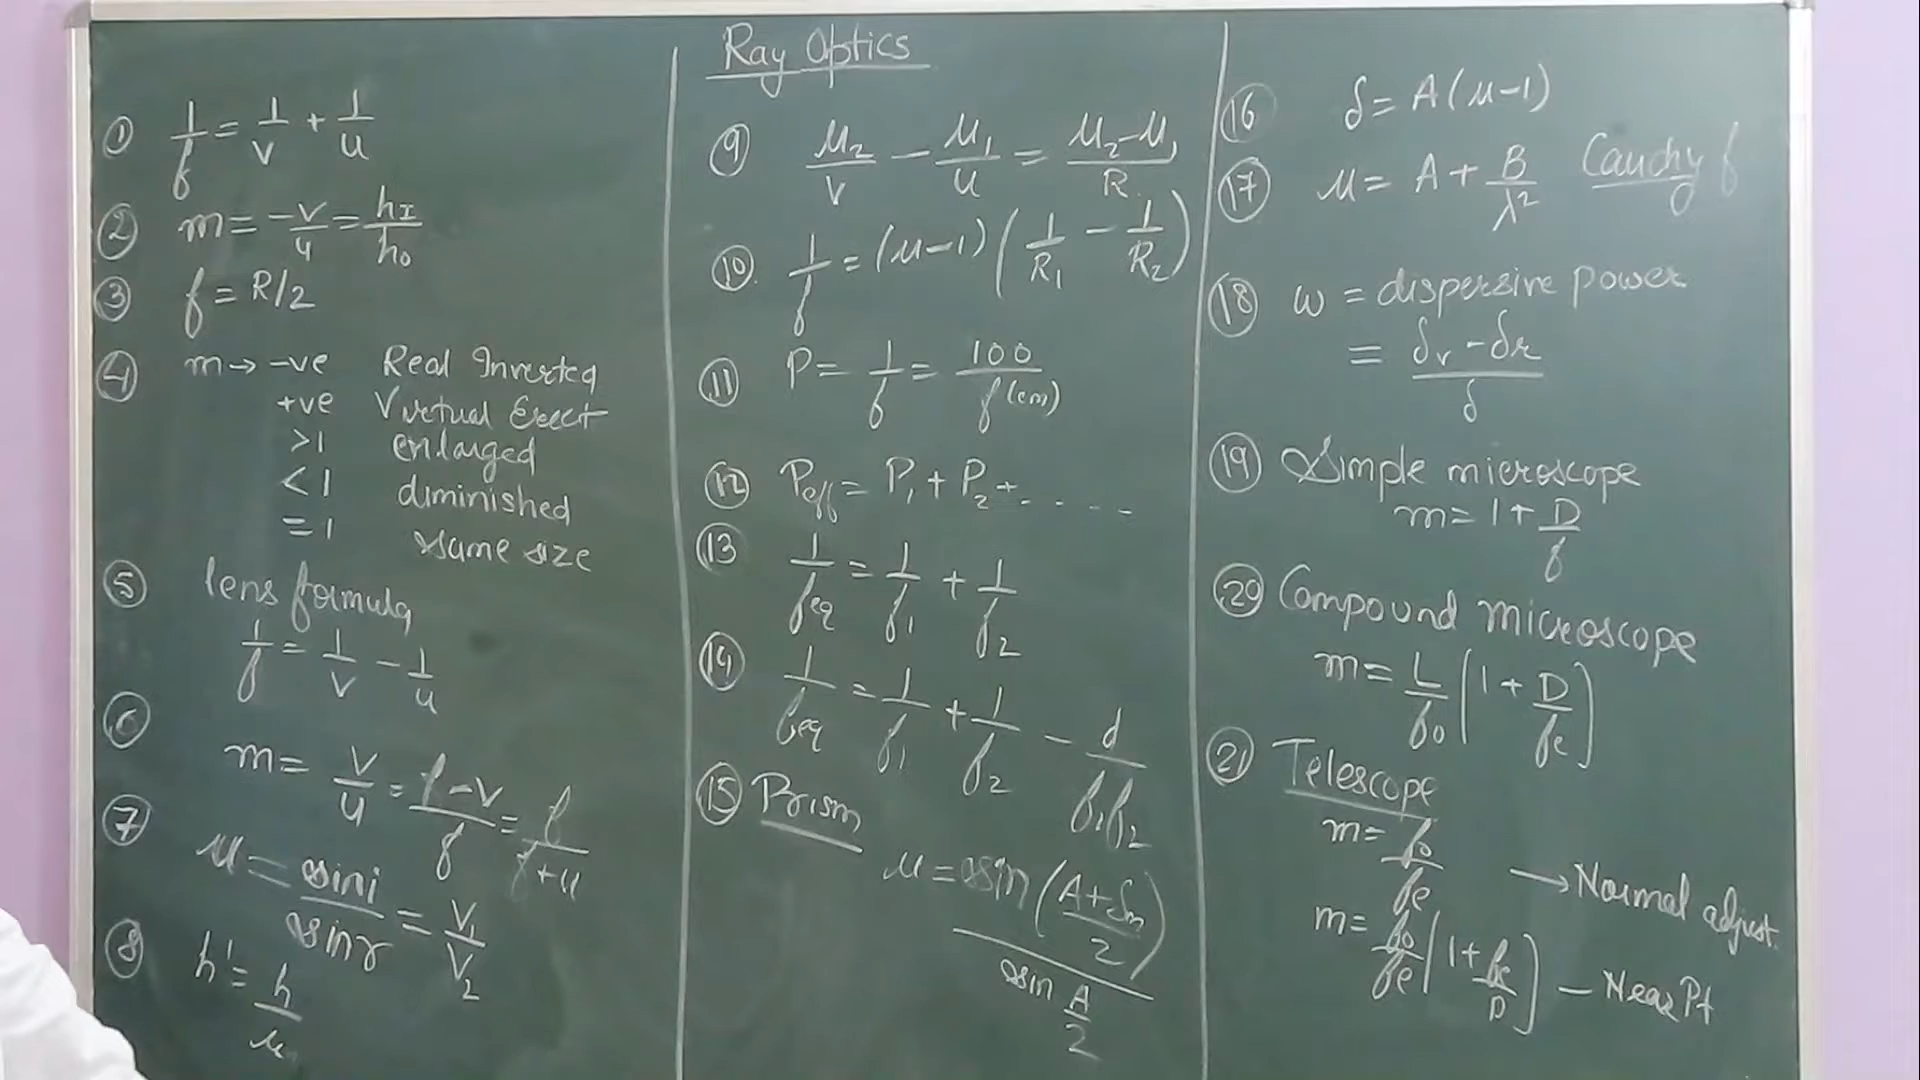 Ray Optics
① 1/f = 1/v + 1/u
② m = -v/u = hI/ho
③ f = R/2
④ m → -ve Real Inverted
+ve Virtual Erect
>1 enlarged
<1 diminished
=1 same size
⑤ lens formula
1/f = 1/v - 1/u
⑥ m = v/u = f-v/f = f/f+u
⑦ μ = sin i/sin r = v₁/v₂
⑧ h' = h/μ
⑨ μ₂/v - μ₁/u = μ₂-μ₁/R
⑩ 1/f = (μ-1)(1/R₁ - 1/R₂)
⑪ P = 1/f = 100/f(cm)
⑫ Peff = P₁ + P₂ + - - - -
⑬ 1/feq = 1/f₁ + 1/f₂
⑭ 1/feq = 1/f₁ + 1/f₂ - d/f₁f₂
⑮ Prism
μ = sin(A+δm/2)/sin A/2
⑯ δ = A(μ-1)
⑰ μ = A + B/λ² Cauchy f
⑱ ω = dispersive power
= δv - δr/δ
⑲ Simple microscope
m = 1 + D/f
⑳ Compound microscope
m = L/fo [1 + D/fe]
㉑ Telescope
m = fo/fe → Normal adjust.
m = fo/fe [1 + fe/D] – Near Pt